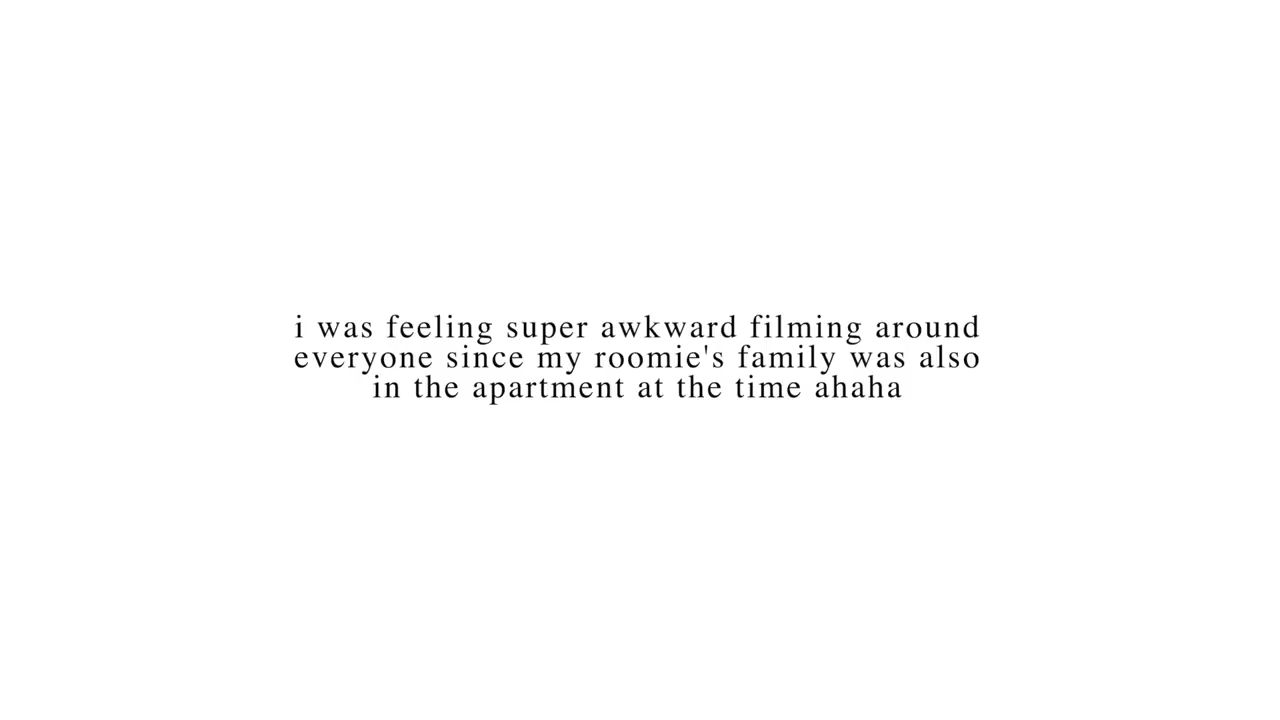 i was feeling super awkward filming around
everyone since my roomie's family was also
in the apartment at the time ahaha